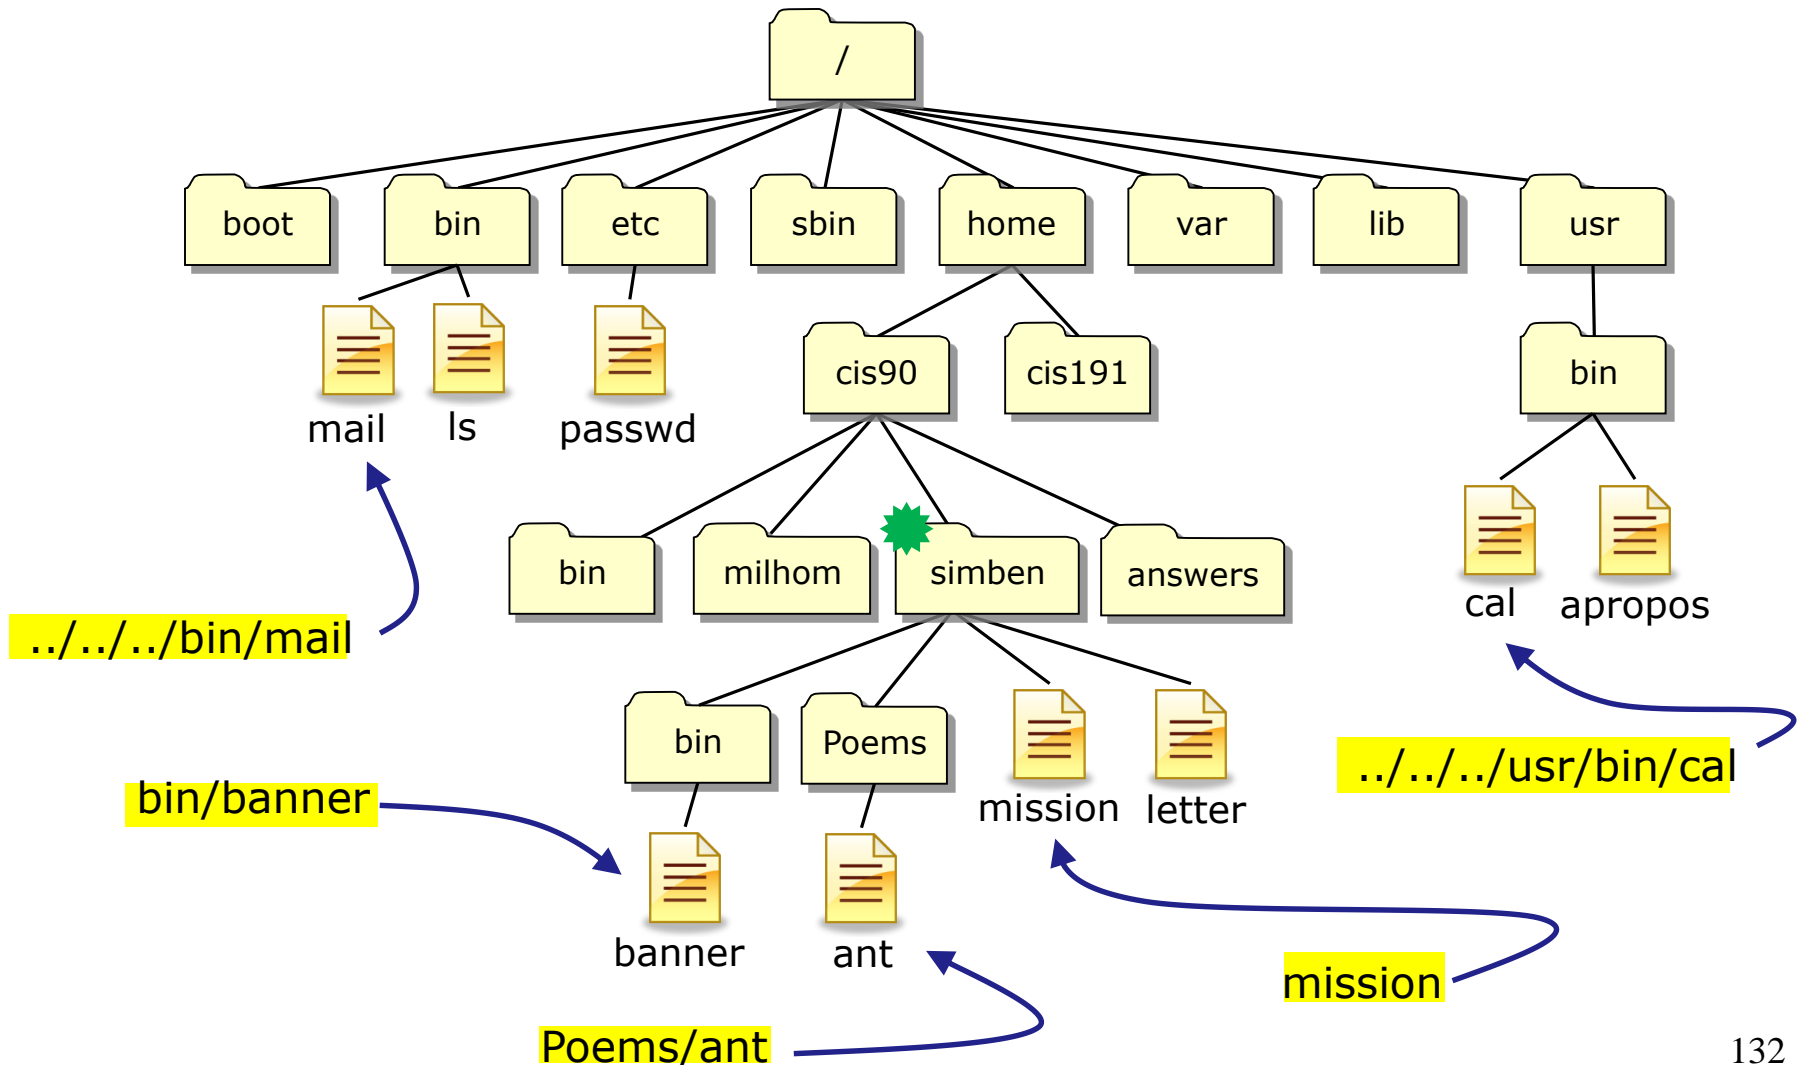 /
boot
bin
etc
sbin
home
var
lib
usr
mail
ls
passwd
cis90
cis191
bin
bin
milhom
simben
answers
cal
apropos
../../../bin/mail
bin
Poems
mission
letter
../../../usr/bin/cal
bin/banner
banner
ant
mission
Poems/ant
132